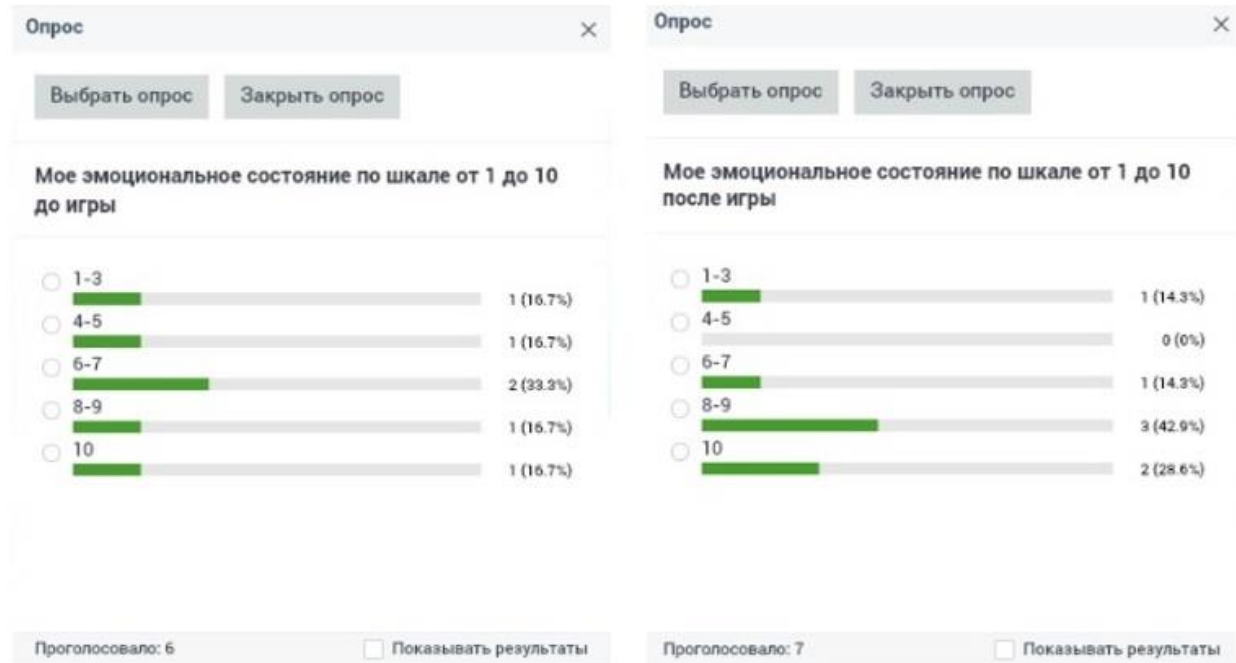 Опрос
Выбрать опрос Закрыть опрос
Мое эмоциональное состояние по шкале от 1 до 10
до игры
1-3
1 (16.7%)
4-5
1 (16.7%)
6-7
2 (33.3%)
8-9
1 (16.7%)
10
1 (16.7%)
Проголосовало: 6 Показывать результаты
Опрос
Выбрать опрос Закрыть опрос
Мое эмоциональное состояние по шкале от 1 до 10
после игры
1-3
1 (14.3%)
4-5
0 (0%)
6-7
1 (14.3%)
8-9
3 (42.9%)
10
2 (28.6%)
Проголосовало: 7 Показывать результаты